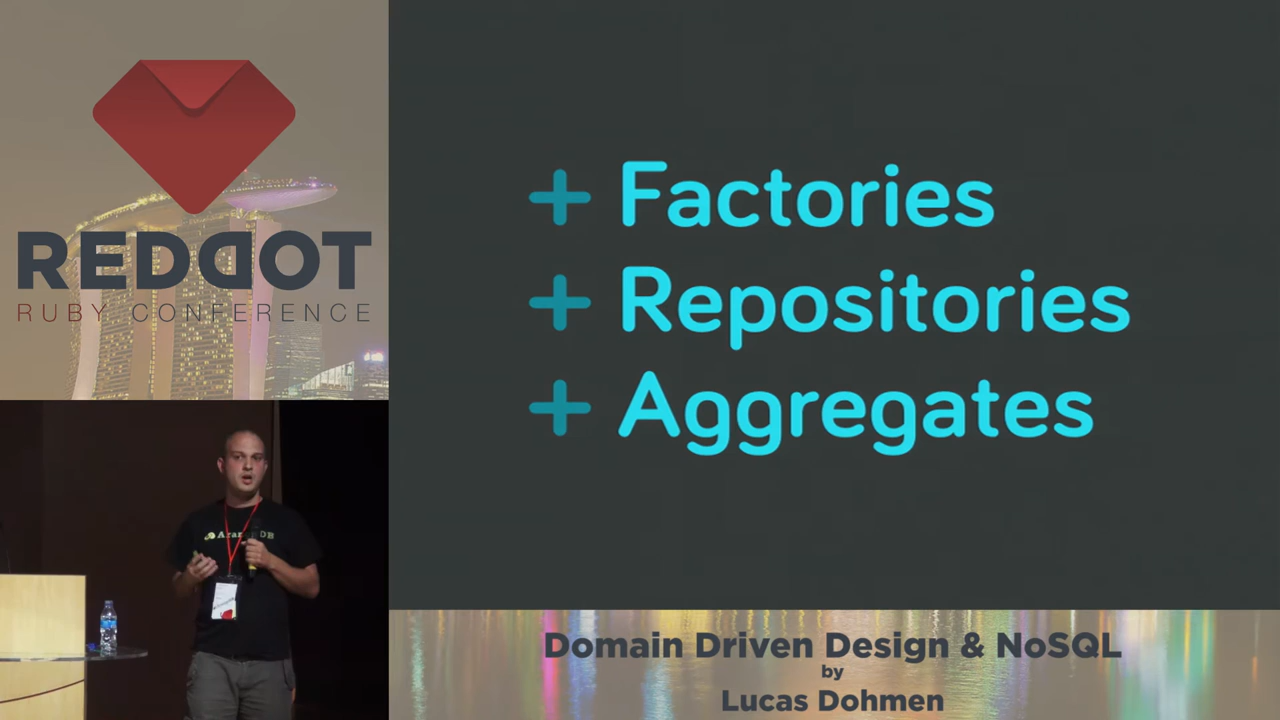 REDDOT
RUBY CONFERENCE
+ Factories
+ Repositories
+ Aggregates
Domain Driven Design & NoSQL
by
Lucas Dohmen